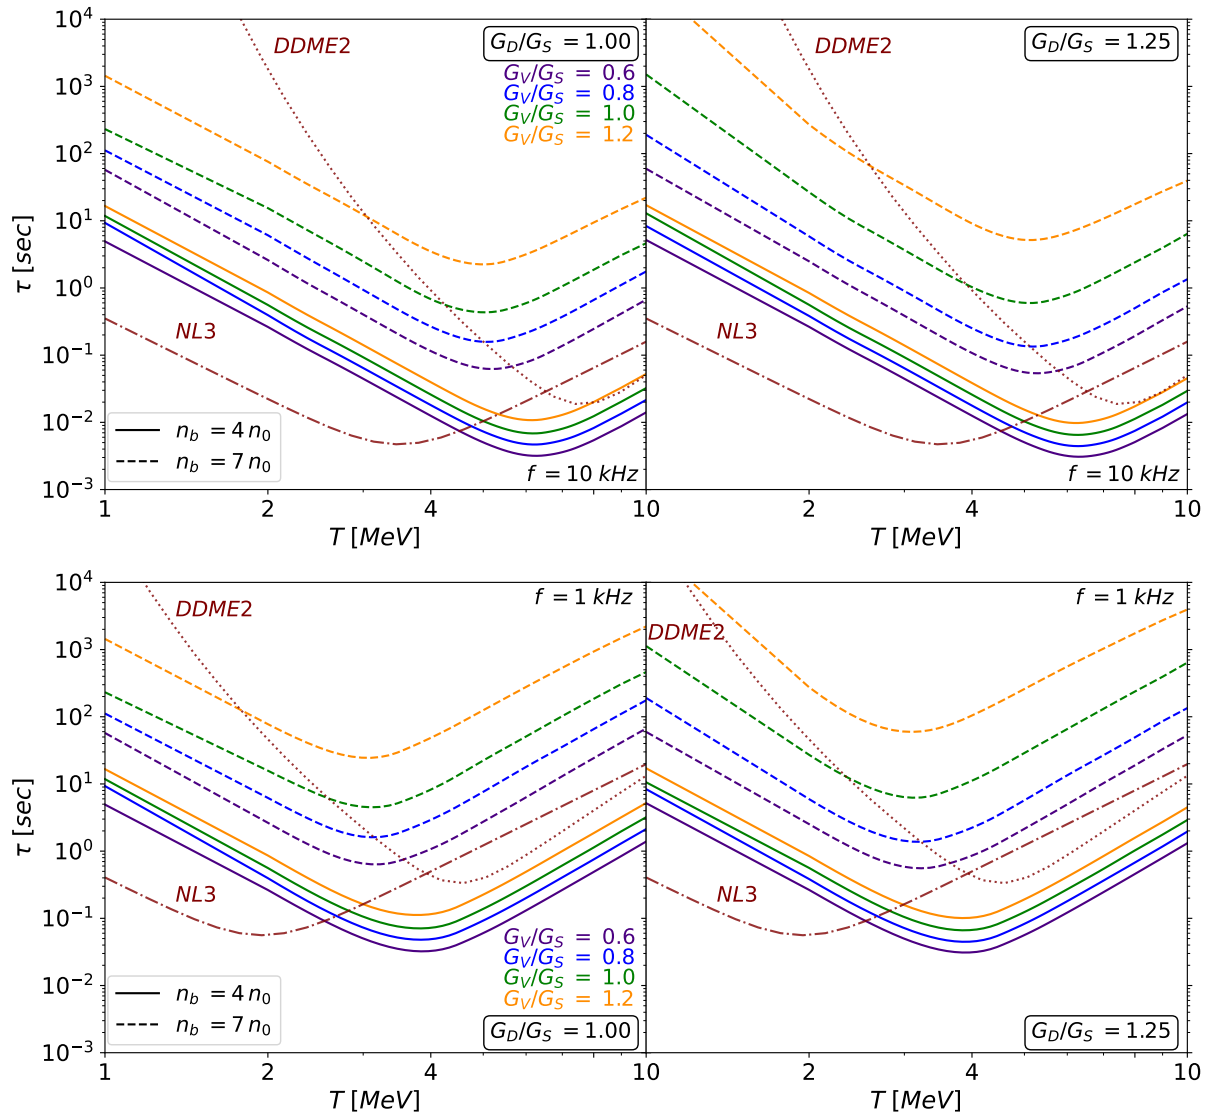 DDME2
G_D/G_S = 1.00
G_V/G_S = 0.6
G_V/G_S = 0.8
G_V/G_S = 1.0
G_V/G_S = 1.2
NL3
n_b = 4 n_0
n_b = 7 n_0
f = 10 kHz
10^4
10^3
10^2
10^1
10^0
10^{-1}
10^{-2}
10^{-3}
τ [sec]
1
2
4
10
T [MeV]
DDME2
G_D/G_S = 1.25
NL3
f = 10 kHz
2
4
10
T [MeV]
f = 1 kHz
DDME2
NL3
G_V/G_S = 0.6
G_V/G_S = 0.8
G_V/G_S = 1.0
G_V/G_S = 1.2
n_b = 4 n_0
n_b = 7 n_0
G_D/G_S = 1.00
10^4
10^3
10^2
10^1
10^0
10^{-1}
10^{-2}
10^{-3}
τ [sec]
1
2
4
10
T [MeV]
f = 1 kHz
DDME2
NL3
G_D/G_S = 1.25
2
4
10
T [MeV]